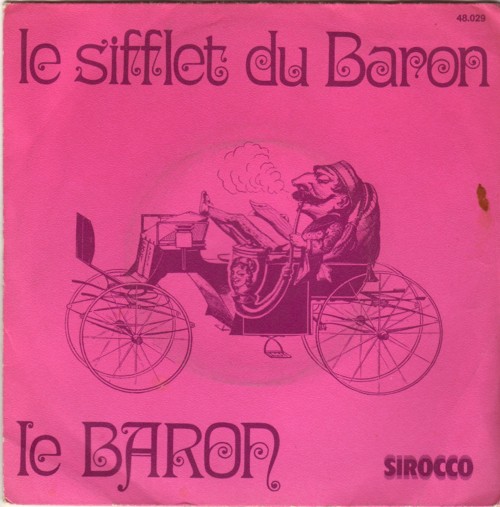 48.029
le sifflet du Baron
le BARON
SIROCCO